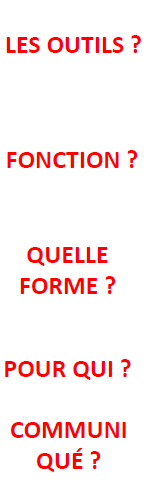 LES OUTILS ?
FONCTION ?
QUELLE
FORME ?
POUR QUI ?
COMMUNI
QUÉ ?